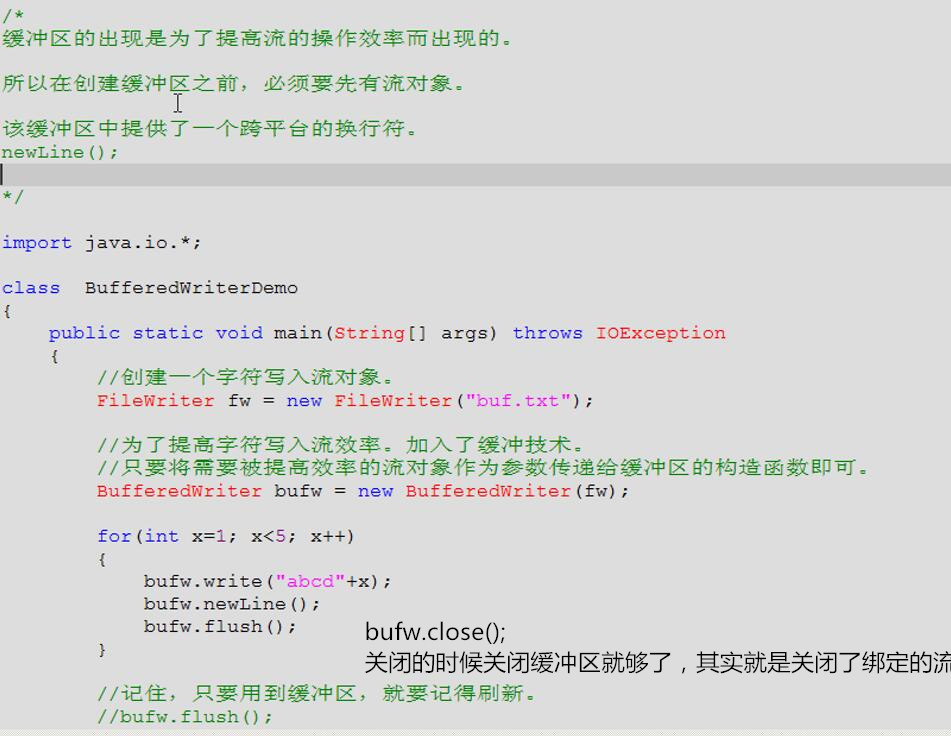 /*
缓冲区的出现是为了提高流的操作效率而出现的。
所以在创建缓冲区之前，必须要先有流对象。
该缓冲区中提供了一个跨平台的换行符。
newLine();
*/
import java.io.*;
class  BufferedWriterDemo
{
    public static void main(String[] args) throws IOException
    {
        //创建一个字符写入流对象。
        FileWriter fw = new FileWriter("buf.txt");
        //为了提高字符写入流效率。加入了缓冲技术。
        //只要将需要被提高效率的流对象作为参数传递给缓冲区的构造函数即可。
        BufferedWriter bufw = new BufferedWriter(fw);
        for(int x=1; x<5; x++)
        {
            bufw.write("abcd"+x);
            bufw.newLine();
            bufw.flush();
bufw.close();
        }
关闭的时候关闭缓冲区就够了，其实就是关闭了绑定的流
        //记住，只要用到缓冲区，就要记得刷新。
        //bufw.flush();